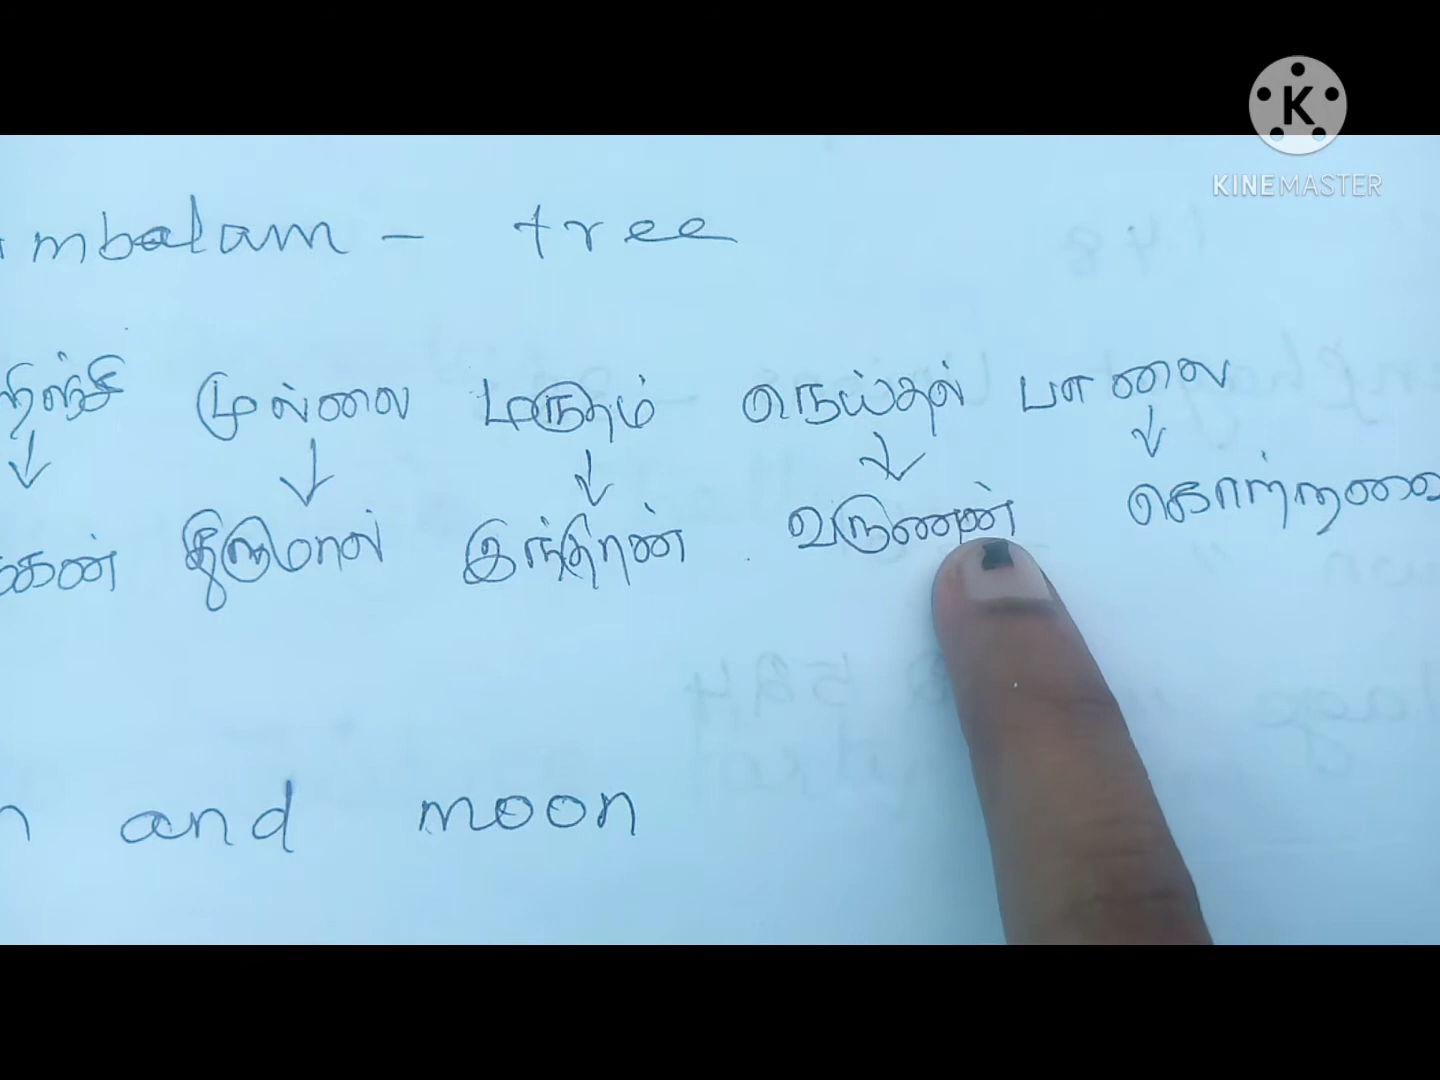 KINEMASTER
mbalam - tree
முல்லை மருதம் நெய்தல் பாலை
திருமால் இந்திரன் வருணன் கொற்றவை
and moon